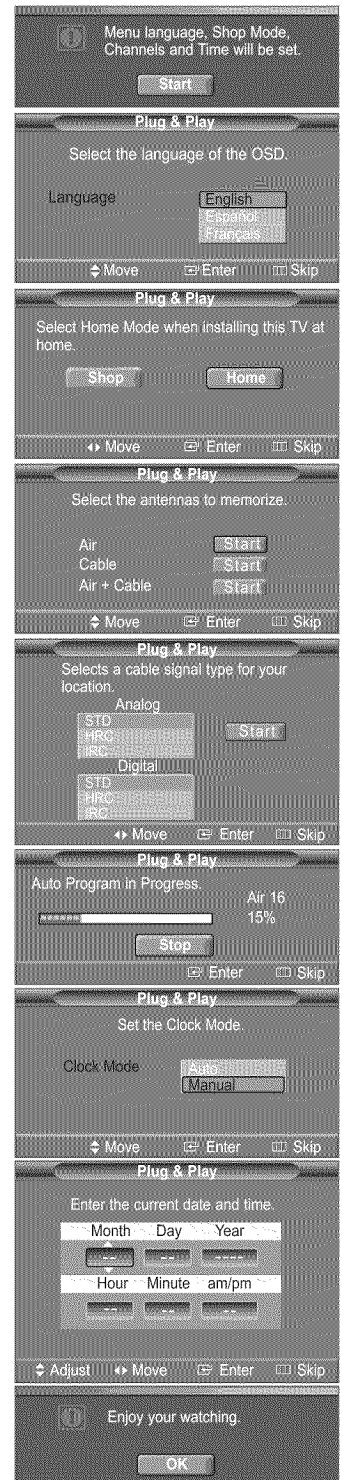 Menu language, Shop Mode,
Channels and Time will be set.
Start
Plug & Play
Select the language of the OSD.
Language
English
Español
Français
Move Enter Skip
Plug & Play
Select Home Mode when installing this TV at
home.
Shop Home
Move Enter Skip
Plug & Play
Select the antennas to memorize.
Air Start
Cable Start
Air + Cable Start
Move Enter Skip
Plug & Play
Selects a cable signal type for your
location.
Analog
STD
HRC
IRC
Start
Digital
STD
HRC
IRC
Move Enter Skip
Plug & Play
Auto Program in Progress.
Air 16
15%
Stop
Enter Skip
Plug & Play
Set the Clock Mode.
Clock Mode
Auto
Manual
Move Enter Skip
Plug & Play
Enter the current date and time.
Month Day Year
-- -- ----
Hour Minute am/pm
-- -- --
Adjust Move Enter Skip
Enjoy your watching.
OK